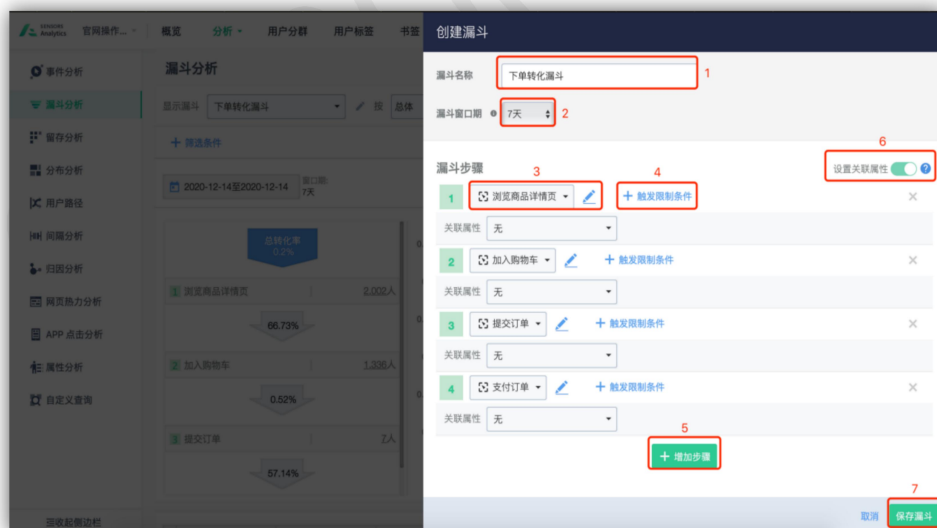 SENSORS
Analytics
官网操作...
概览
分析
用户分群
用户标签
书签
事件分析
漏斗分析
留存分析
分布分析
用户路径
间隔分析
归因分析
网页热力分析
APP 点击分析
属性分析
自定义查询
收起侧边栏
漏斗分析
显示漏斗 下单转化漏斗 按 总体
+ 筛选条件
2020-12-14至2020-12-14 窗口期:
7天
总转化率
0.2%
1 浏览商品详情页 2,002人
66.73%
2 加入购物车 1,336人
0.52%
3 提交订单 7人
57.14%
创建漏斗
漏斗名称 下单转化漏斗 1
漏斗窗口期 7天 2
6
漏斗步骤 3 4 设置关联属性
1 浏览商品详情页 + 触发限制条件
关联属性 无
2 加入购物车 + 触发限制条件
关联属性 无
3 提交订单 + 触发限制条件
关联属性 无
4 支付订单 + 触发限制条件
关联属性 无
5
+ 增加步骤
7
取消 保存漏斗